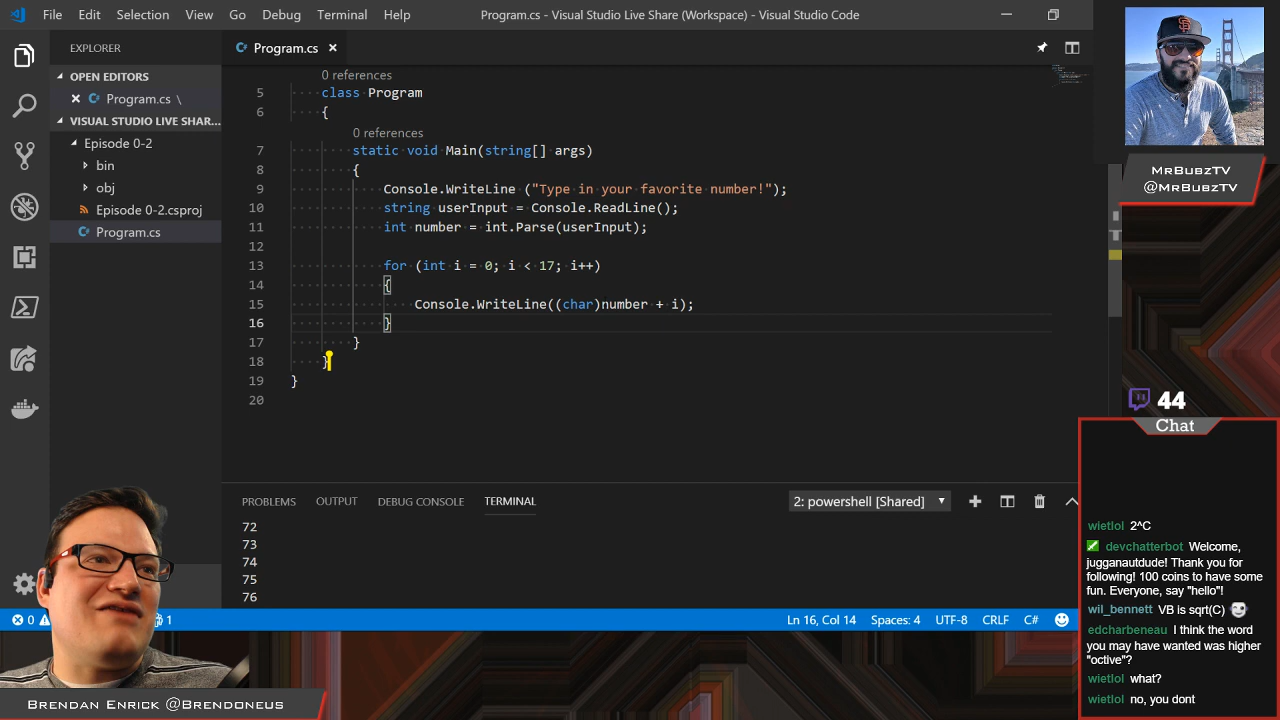 File Edit Selection View Go Debug Terminal Help
Program.cs - Visual Studio Live Share (Workspace) - Visual Studio Code
EXPLORER
OPEN EDITORS
Program.cs \
VISUAL STUDIO LIVE SHAR...
Episode 0-2
bin
obj
Episode 0-2.csproj
Program.cs
Program.cs
0 references
5 class Program
6 {
0 references
7 static void Main(string[] args)
8 {
9 Console.WriteLine ("Type in your favorite number!");
10 string userInput = Console.ReadLine();
11 int number = int.Parse(userInput);
12
13 for (int i = 0; i < 17; i++)
14 {
15 Console.WriteLine((char)number + i);
16 }
17 }
18 }
19 }
20
PROBLEMS OUTPUT DEBUG CONSOLE TERMINAL
2: powershell [Shared]
72
73
74
75
76
0
1
Ln 16, Col 14 Spaces: 4 UTF-8 CRLF C#
MrBubzTV
@MrBubzTV
44
Chat
wietlol 2^C
devchatterbot Welcome,
jugganautdude! Thank you for
following! 100 coins to have some
fun. Everyone, say "hello"!
wil_bennett VB is sqrt(C)
edcharbeneau I think the word
you may have wanted was higher
"octive"?
wietlol what?
wietlol no, you dont
Brendan Enrick @Brendoneus